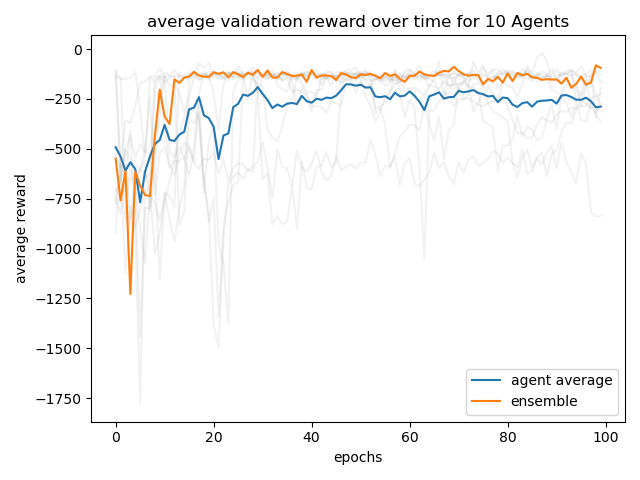 average validation reward over time for 10 Agents
average reward
0
−250
−500
−750
−1000
−1250
−1500
−1750
agent average
ensemble
0
20
40
60
80
100
epochs